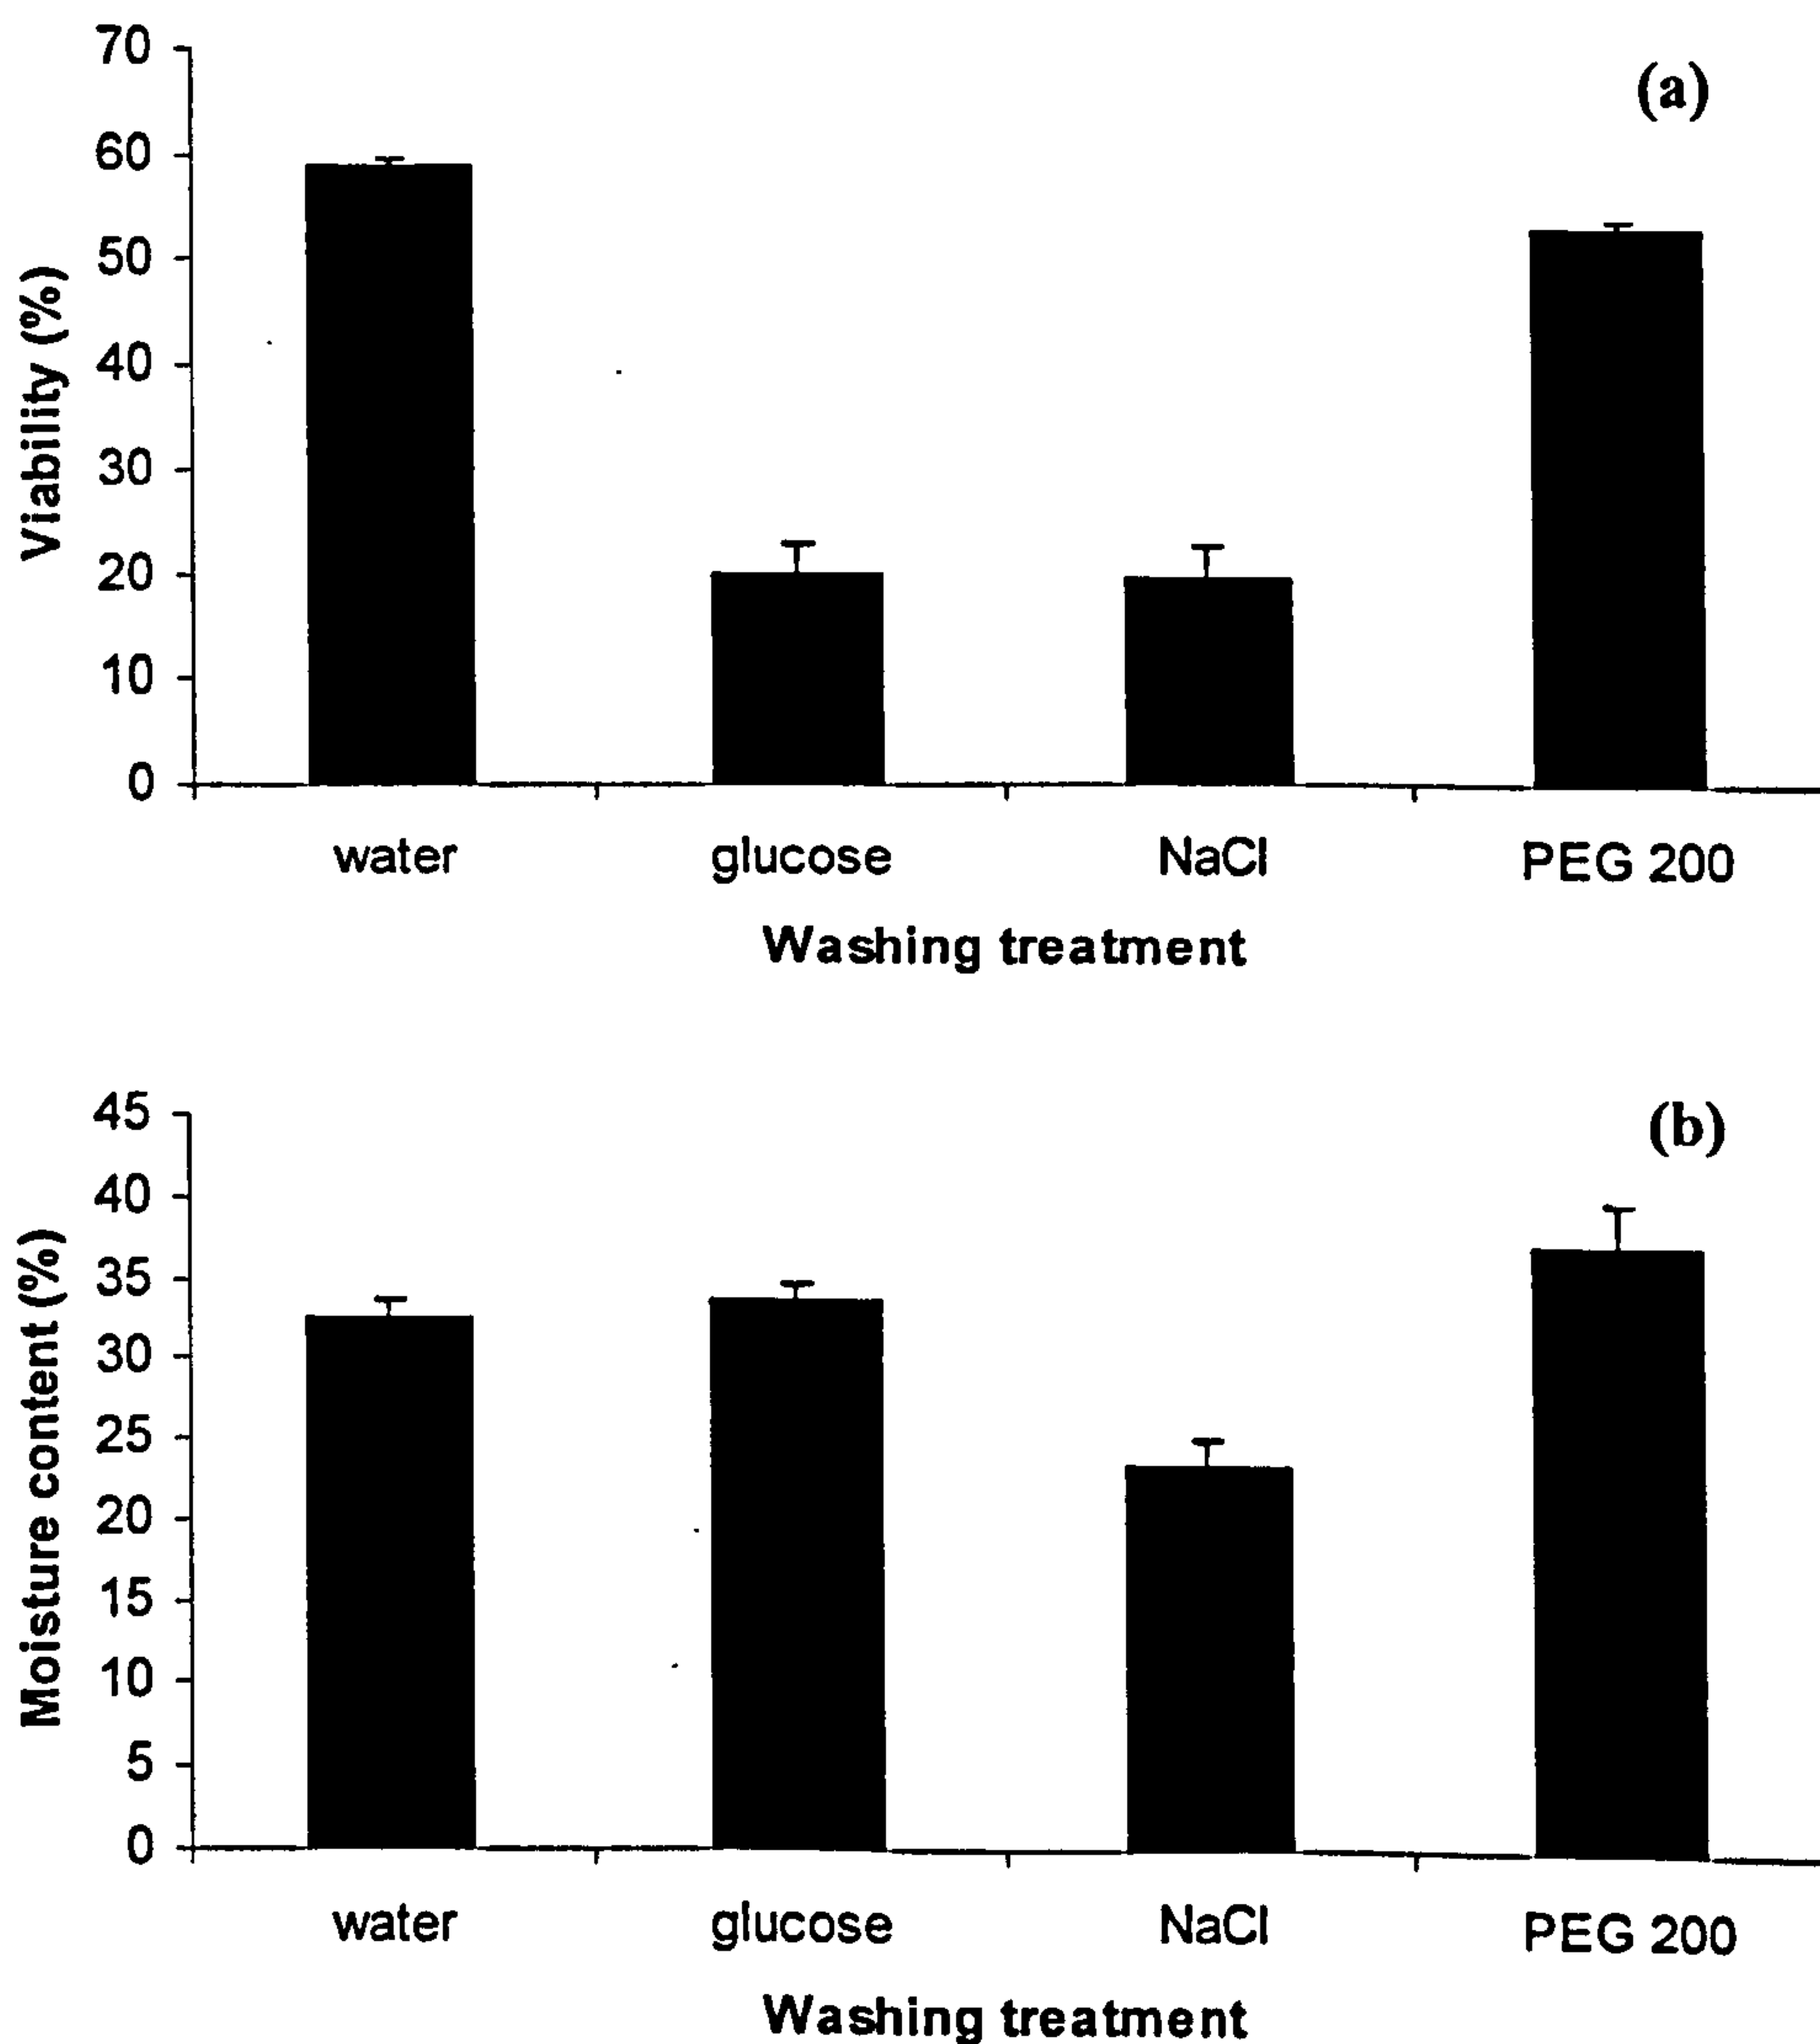 (a)
Viability (%)
70
60
50
40
30
20
10
0
water glucose NaCl PEG 200
Washing treatment
(b)
Moisture content (%)
45
40
35
30
25
20
15
10
5
0
water glucose NaCl PEG 200
Washing treatment